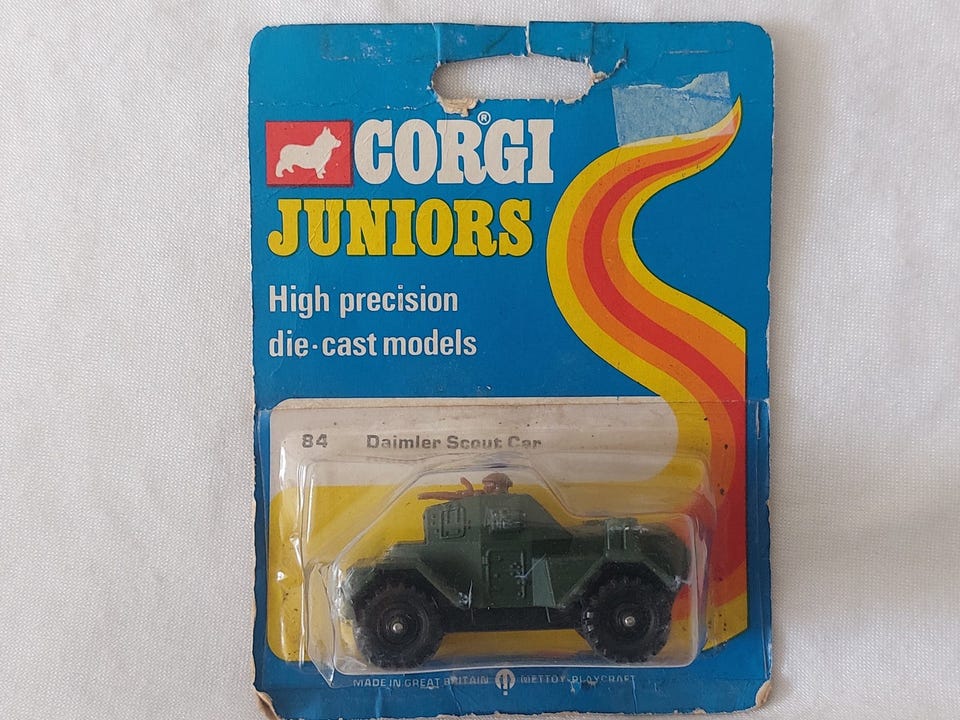 CORGI®
JUNIORS
High precision
die·cast models
84 Daimler Scout Car
MADE IN GREAT BRITAIN METTOY·PLAYCRAFT